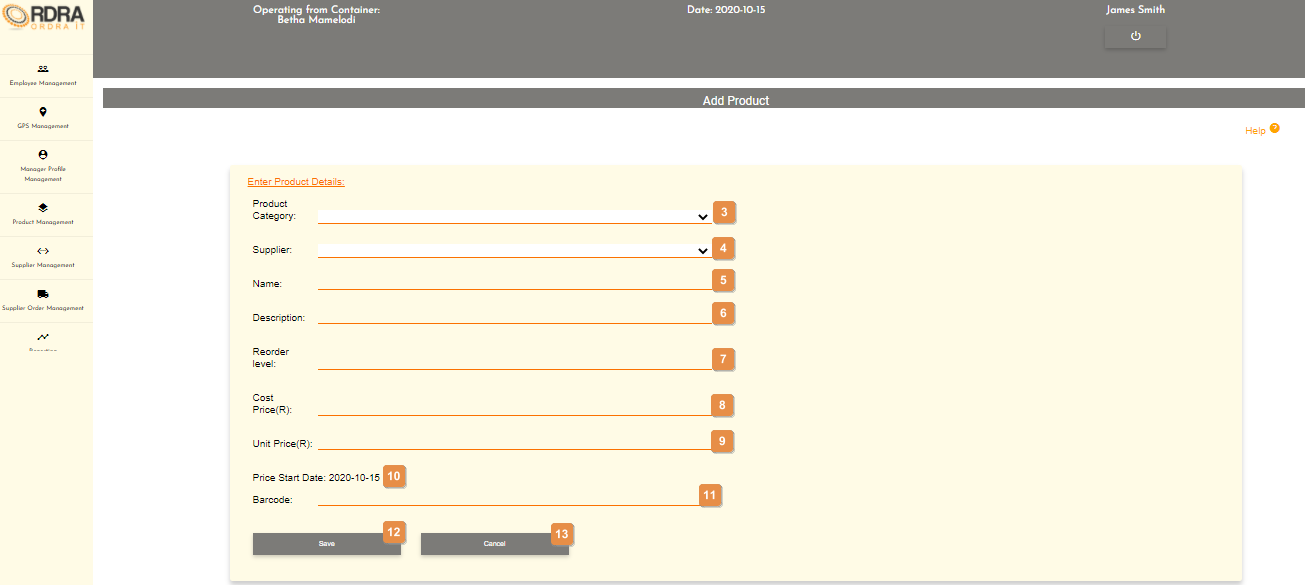 ORDRA
ORDRA IT
Operating from Container:
Betha Mamelodi
Date: 2020-10-15
James Smith
Employee Management
GPS Management
Manager Profile
Management
Product Management
Supplier Management
Supplier Order Management
Reporting
Add Product
Help ?
Enter Product Details:
Product
Category:
3
Supplier:
4
Name:
5
Description:
6
Reorder
level:
7
Cost
Price(R):
8
Unit Price(R):
9
Price Start Date: 2020-10-15
10
Barcode:
11
Save
12
Cancel
13